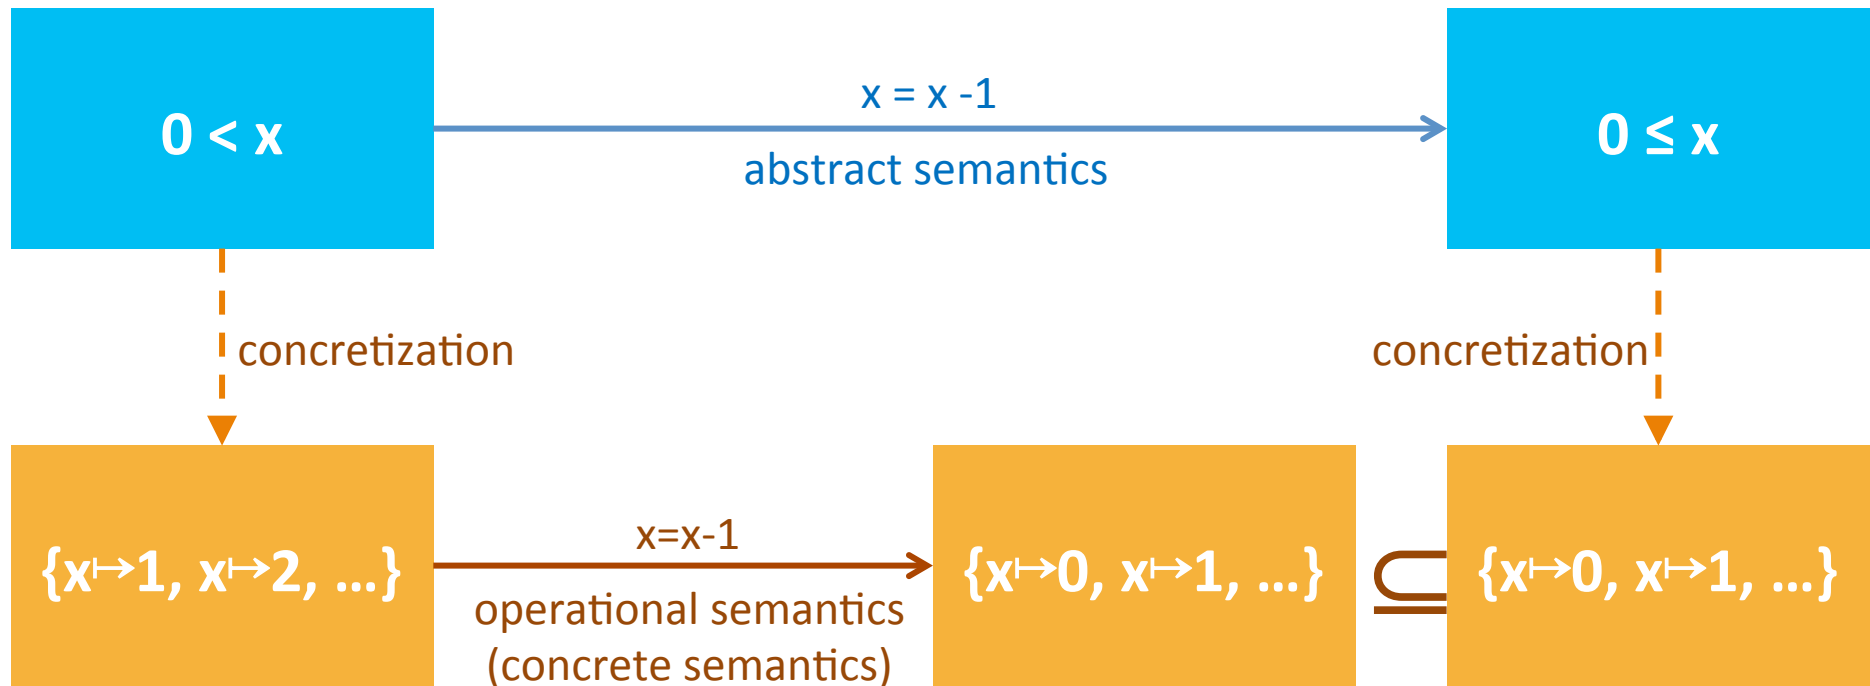 x = x -1
0 < x
0 ≤ x
abstract semantics
concretization
concretization
x=x-1
{x↦1, x↦2, …}
{x↦0, x↦1, …}
⊆
{x↦0, x↦1, …}
operational semantics
(concrete semantics)